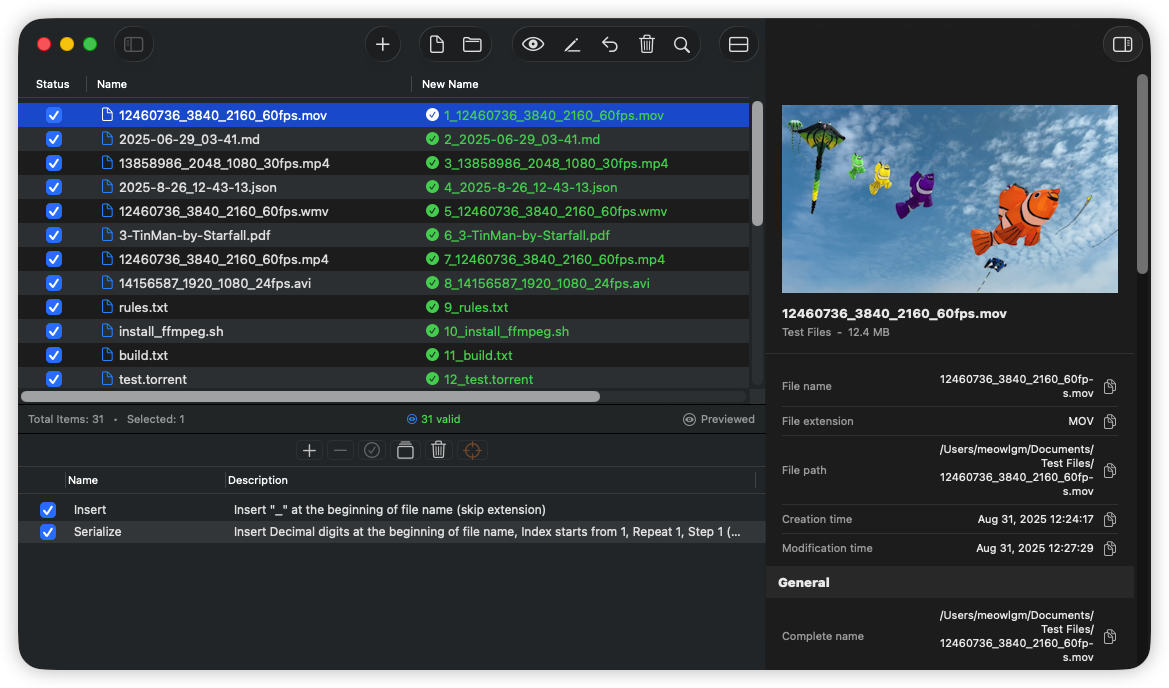 Status Name New Name
12460736_3840_2160_60fps.mov 1_12460736_3840_2160_60fps.mov
2025-06-29_03-41.md 2_2025-06-29_03-41.md
13858986_2048_1080_30fps.mp4 3_13858986_2048_1080_30fps.mp4
2025-8-26_12-43-13.json 4_2025-8-26_12-43-13.json
12460736_3840_2160_60fps.wmv 5_12460736_3840_2160_60fps.wmv
3-TinMan-by-Starfall.pdf 6_3-TinMan-by-Starfall.pdf
12460736_3840_2160_60fps.mp4 7_12460736_3840_2160_60fps.mp4
14156587_1920_1080_24fps.avi 8_14156587_1920_1080_24fps.avi
rules.txt 9_rules.txt
install_ffmpeg.sh 10_install_ffmpeg.sh
build.txt 11_build.txt
test.torrent 12_test.torrent
Total Items: 31 • Selected: 1 31 valid Previewed
Name Description
Insert Insert "_" at the beginning of file name (skip extension)
Serialize Insert Decimal digits at the beginning of file name, Index starts from 1, Repeat 1, Step 1 (...
12460736_3840_2160_60fps.mov
Test Files - 12.4 MB
File name 12460736_3840_2160_60fp-
s.mov
File extension MOV
File path /Users/meowlgm/Documents/
Test Files/
12460736_3840_2160_60fp-
s.mov
Creation time Aug 31, 2025 12:24:17
Modification time Aug 31, 2025 12:27:29
General
Complete name /Users/meowlgm/Documents/
Test Files/
12460736_3840_2160_60fp-
s.mov